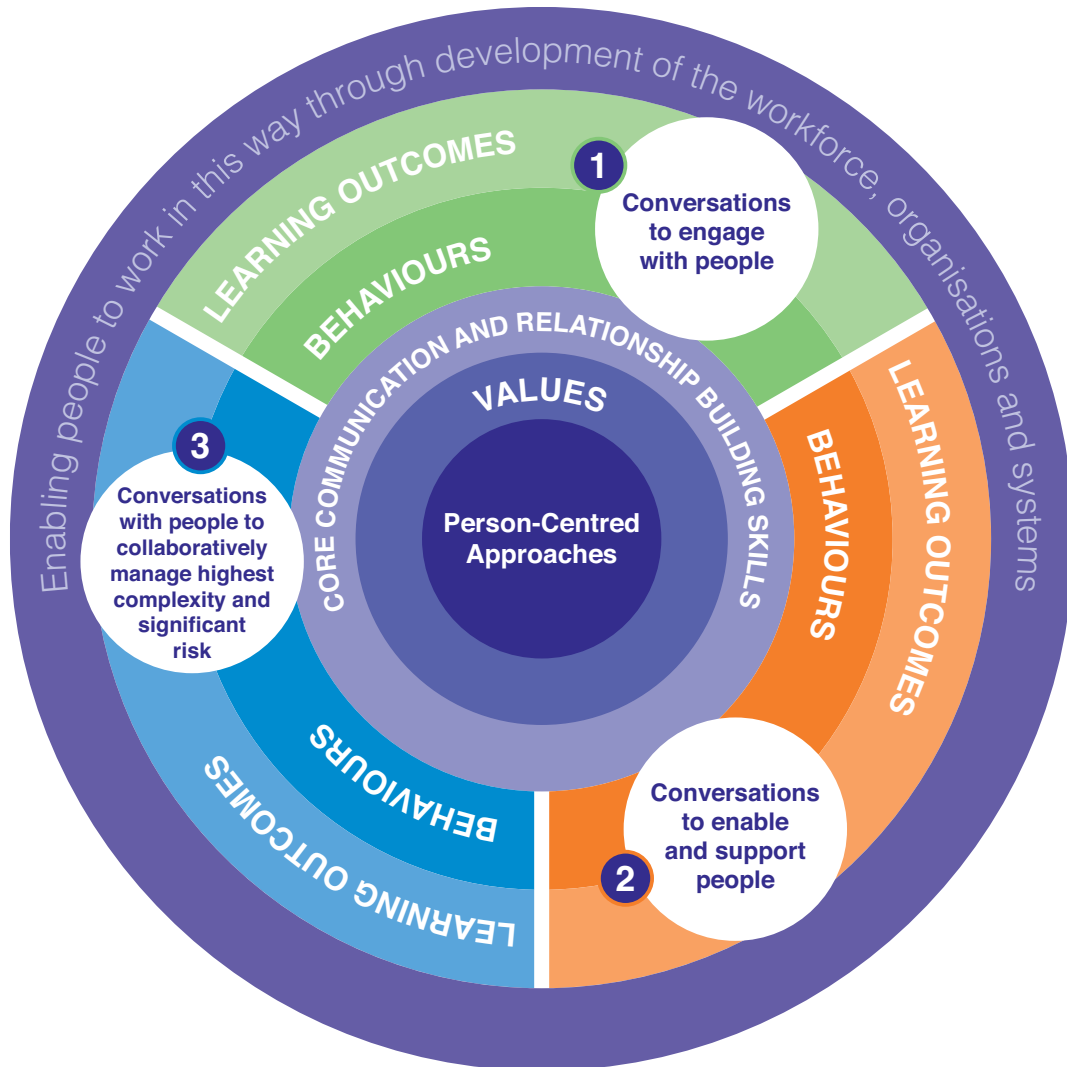 Enabling people to work in this way through development of the workforce, organisations and systems
LEARNING OUTCOMES
BEHAVIOURS
1
Conversations
to engage
with people
LEARNING OUTCOMES
BEHAVIOURS
2
Conversations
to enable
and support
people
LEARNING OUTCOMES
BEHAVIOURS
3
Conversations
with people to
collaboratively
manage highest
complexity and
significant
risk
CORE COMMUNICATION AND RELATIONSHIP BUILDING SKILLS
VALUES
Person-Centred
Approaches